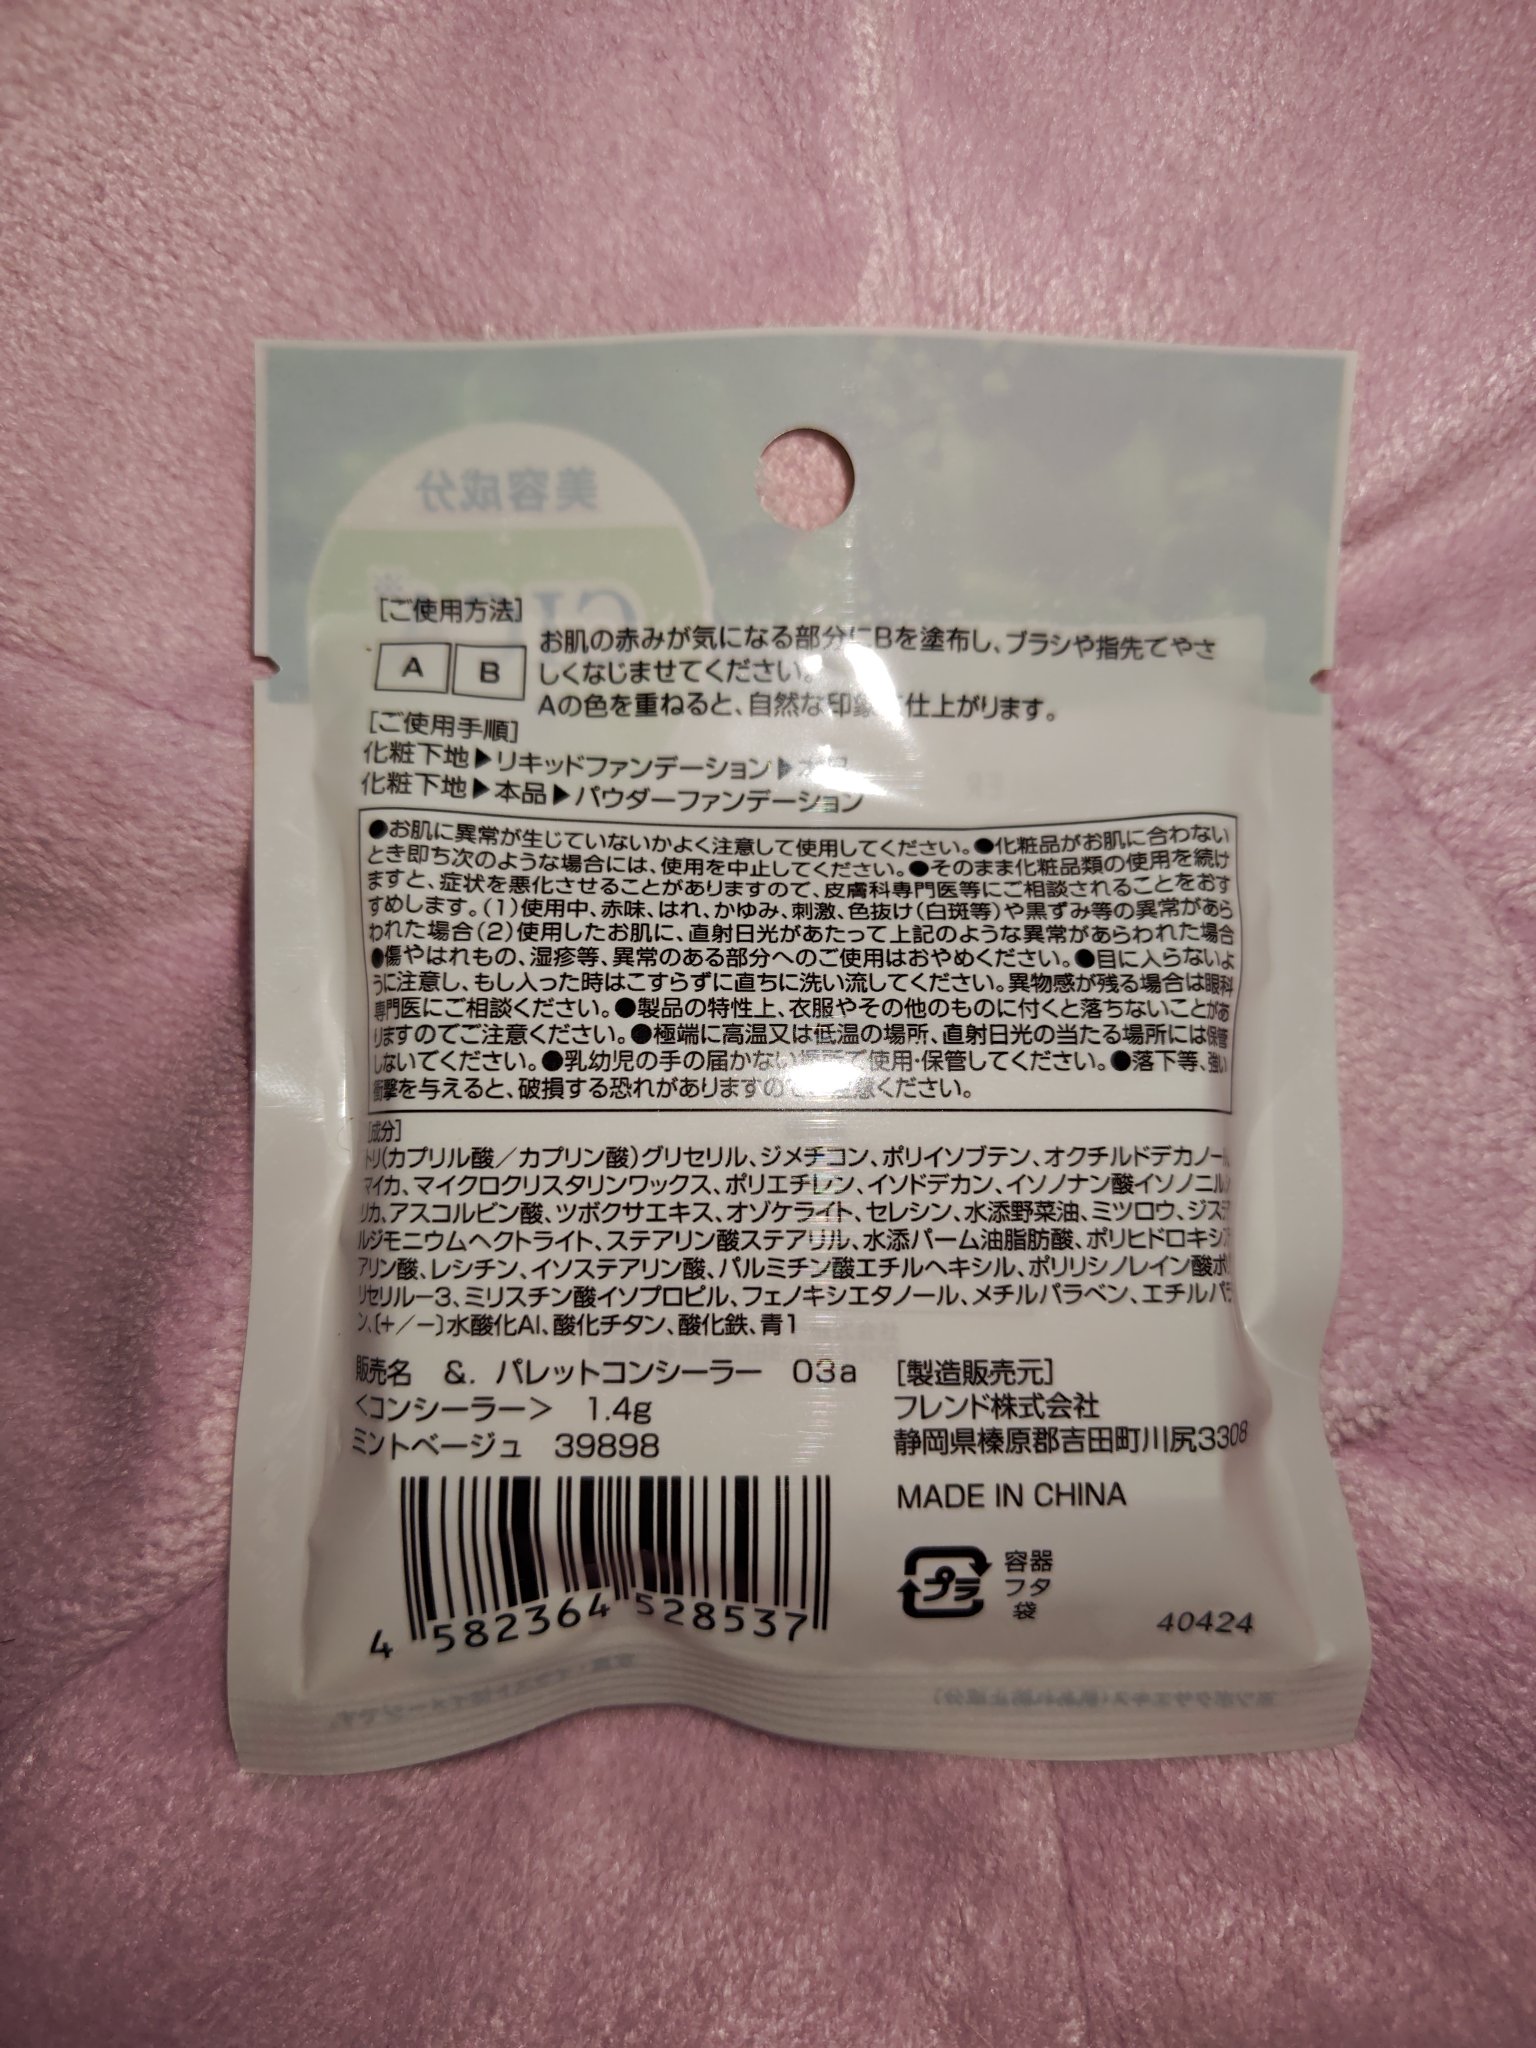 美容成分
[ご使用方法]
A B
お肌の赤みが気になる部分にBを塗布し、ブラシや指先でやさ
しくなじませてください。
Aの色を重ねると、自然な印象に仕上がります。
[ご使用手順]
化粧下地▶リキッドファンデーション▶本品
化粧下地▶本品▶パウダーファンデーション
●お肌に異常が生じていないかよく注意して使用してください。●化粧品がお肌に合わない
とき即ち次のような場合には、使用を中止してください。●そのまま化粧品類の使用を続け
ますと、症状を悪化させることがありますので、皮膚科専門医等にご相談されることをおす
すめします。(1)使用中、赤味、はれ、かゆみ、刺激、色抜け(白斑等)や黒ずみ等の異常があら
われた場合(2)使用したお肌に、直射日光があたって上記のような異常があらわれた場合
●傷やはれもの、湿疹等、異常のある部分へのご使用はおやめください。●目に入らないよ
うに注意し、もし入った時はこすらずに直ちに洗い流してください。異物感が残る場合は眼科
専門医にご相談ください。●製品の特性上、衣服やその他のものに付くと落ちないことがあ
りますのでご注意ください。●極端に高温又は低温の場所、直射日光の当たる場所には保管
しないでください。●乳幼児の手の届かない場所で使用・保管してください。●落下等、強い
衝撃を与えると、破損する恐れがありますので、ください。
[成分]
トリ(カプリル酸／カプリン酸)グリセリル、ジメチコン、ポリイソブテン、オクチルドデカノール
マイカ、マイクロクリスタリンワックス、ポリエチレン、イソドデカン、イソノナン酸イソノニル
リカ、アスコルビン酸、ツボクサエキス、オゾケライト、セレシン、水添野菜油、ミツロウ、ジステ
ルジモニウムヘクトライト、ステアリン酸ステアリル、水添パーム油脂肪酸、ポリヒドロキシ
アリン酸、レシチン、イソステアリン酸、パルミチン酸エチルヘキシル、ポリリシノレイン酸ポ
リセリル－3、ミリスチン酸イソプロピル、フェノキシエタノール、メチルパラベン、エチルパラ
ン、(＋／－)水酸化Al、酸化チタン、酸化鉄、青1
販売名 &. パレットコンシーラー 03a
<コンシーラー> 1.4g
ミントベージュ 39898
[製造販売元]
フレンド株式会社
静岡県榛原郡吉田町川尻3308
MADE IN CHINA
プラ
容器
フタ
袋
4 582364 528537
40424